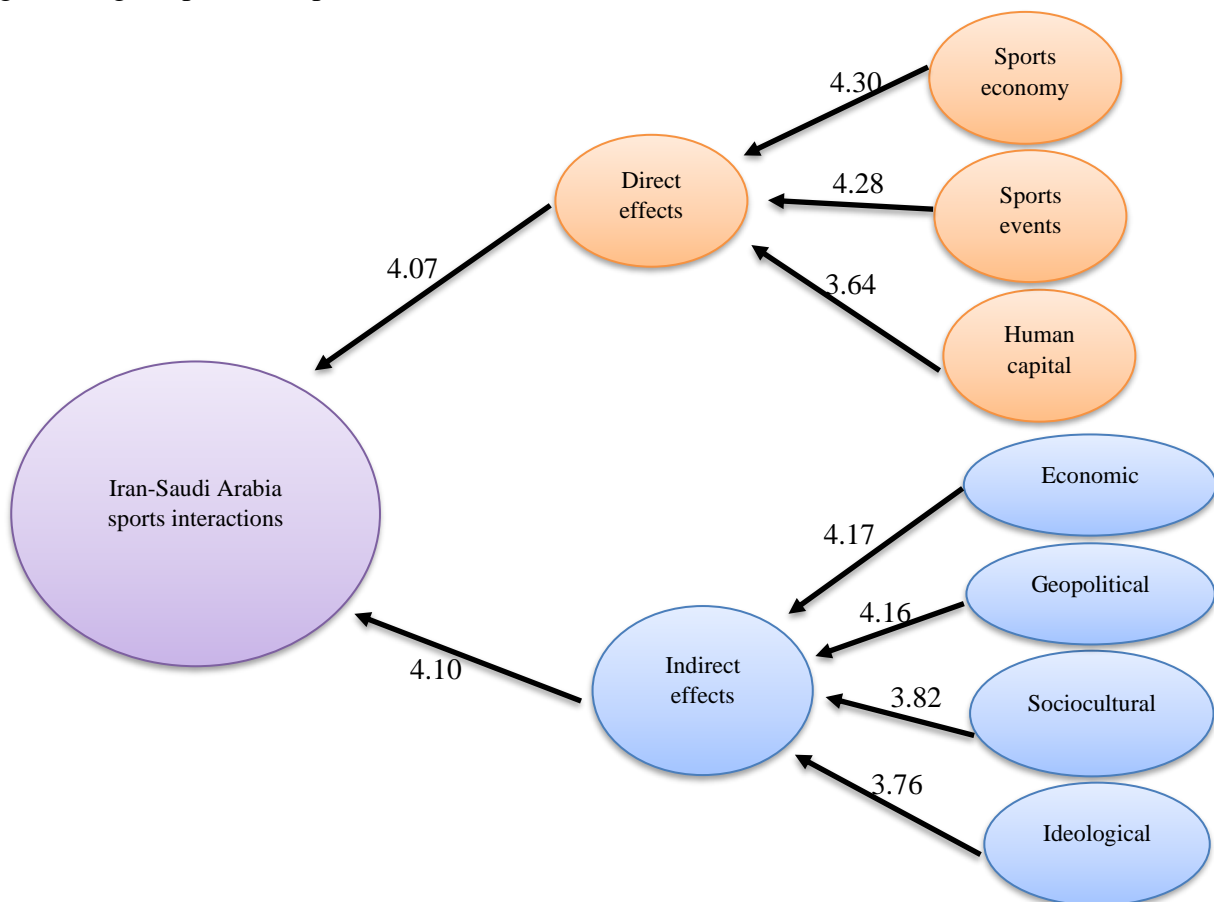 Sports
economy
4.30
Direct
effects
4.28
Sports
events
4.07
3.64
Human
capital
Iran-Saudi Arabia
sports interactions
Economic
4.17
Geopolitical
4.16
4.10
Indirect
effects
3.82
Sociocultural
3.76
Ideological